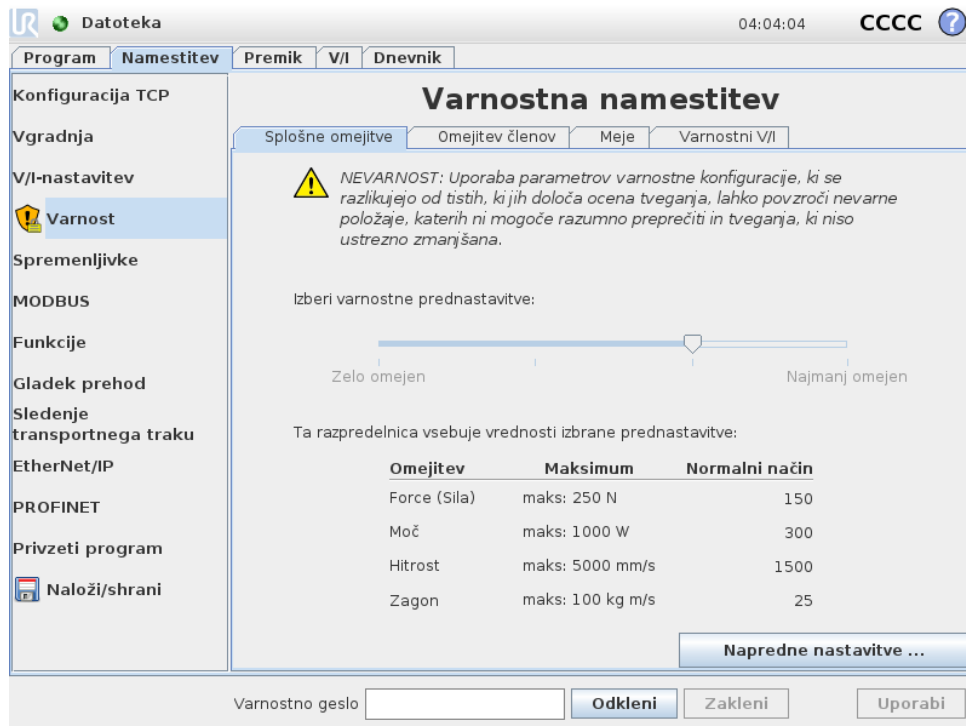 UR Datoteka 04:04:04 CCCC ?
Program Namestitev Premik V/I Dnevnik
Konfiguracija TCP
Vgradnja
V/I-nastavitev
Varnost
Spremenljivke
MODBUS
Funkcije
Gladek prehod
Sledenje
transportnega traku
EtherNet/IP
PROFINET
Privzeti program
Naloži/shrani
Varnostna namestitev
Splošne omejitve Omejitev členov Meje Varnostni V/I
NEVARNOST: Uporaba parametrov varnostne konfiguracije, ki se
razlikujejo od tistih, ki jih določa ocena tveganja, lahko povzroči nevarne
položaje, katerih ni mogoče razumno preprečiti in tveganja, ki niso
ustrezno zmanjšana.
Izberi varnostne prednastavitve:
Zelo omejen Najmanj omejen
Ta razpredelnica vsebuje vrednosti izbrane prednastavitve:
Omejitev Maksimum Normalni način
Force (Sila) maks: 250 N 150
Moč maks: 1000 W 300
Hitrost maks: 5000 mm/s 1500
Zagon maks: 100 kg m/s 25
Napredne nastavitve ...
Varnostno geslo Odkleni Zakleni Uporabi